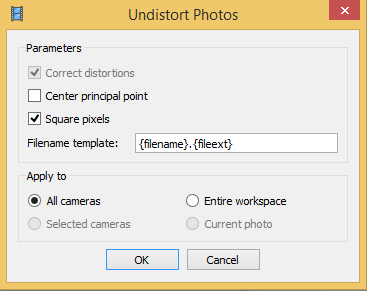 Undistort Photos
Parameters
Correct distortions
Center principal point
Square pixels
Filename template: {filename}.{fileext}
Apply to
All cameras Entire workspace
Selected cameras Current photo
OK Cancel